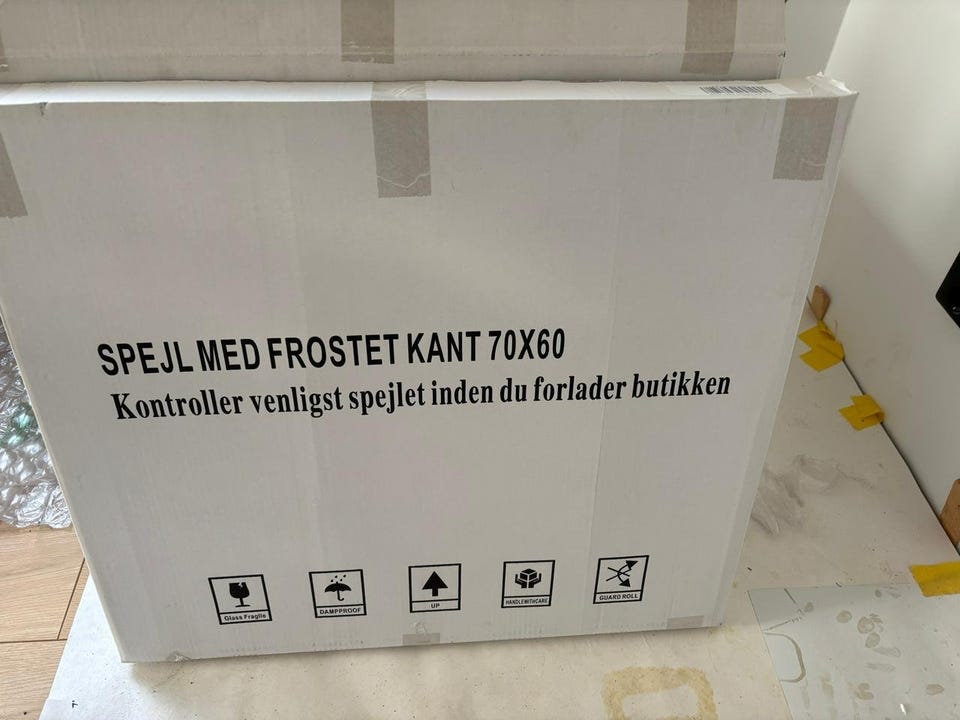 SPEJL MED FROSTET KANT 70X60
Kontroller venligst spejlet inden du forlader butikken
Glass Fragile
DAMPPROOF
UP
HANDLEWITHCARE
GUARD ROLL